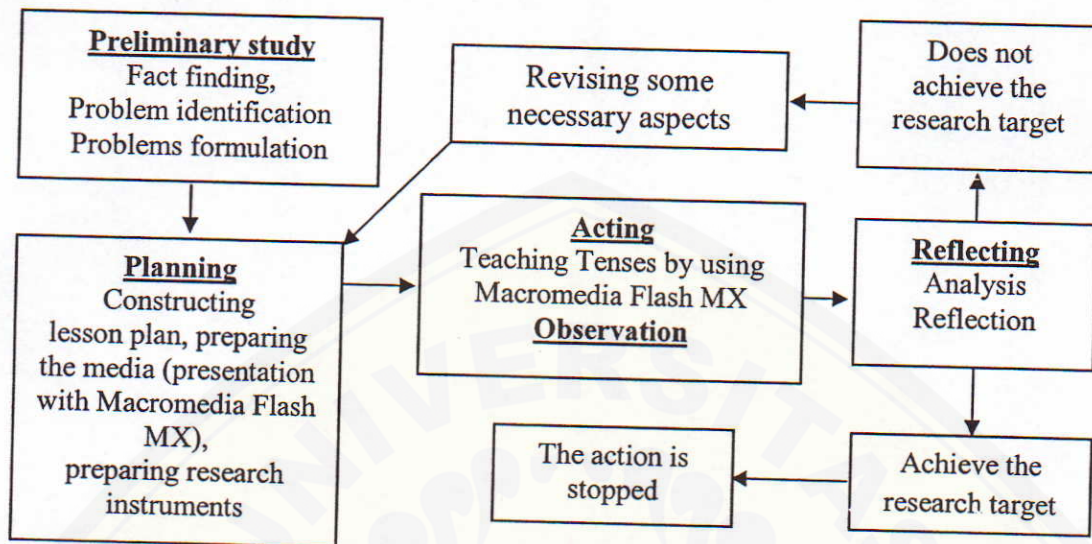 Preliminary study
Fact finding,
Problem identification
Problems formulation
Revising some
necessary aspects
Does not
achieve the
research target
Planning
Constructing
lesson plan, preparing
the media (presentation
with Macromedia Flash
MX),
preparing research
instruments
Acting
Teaching Tenses by using
Macromedia Flash MX
Observation
Reflecting
Analysis
Reflection
The action is
stopped
Achieve the
research target
UNIVERSITAS